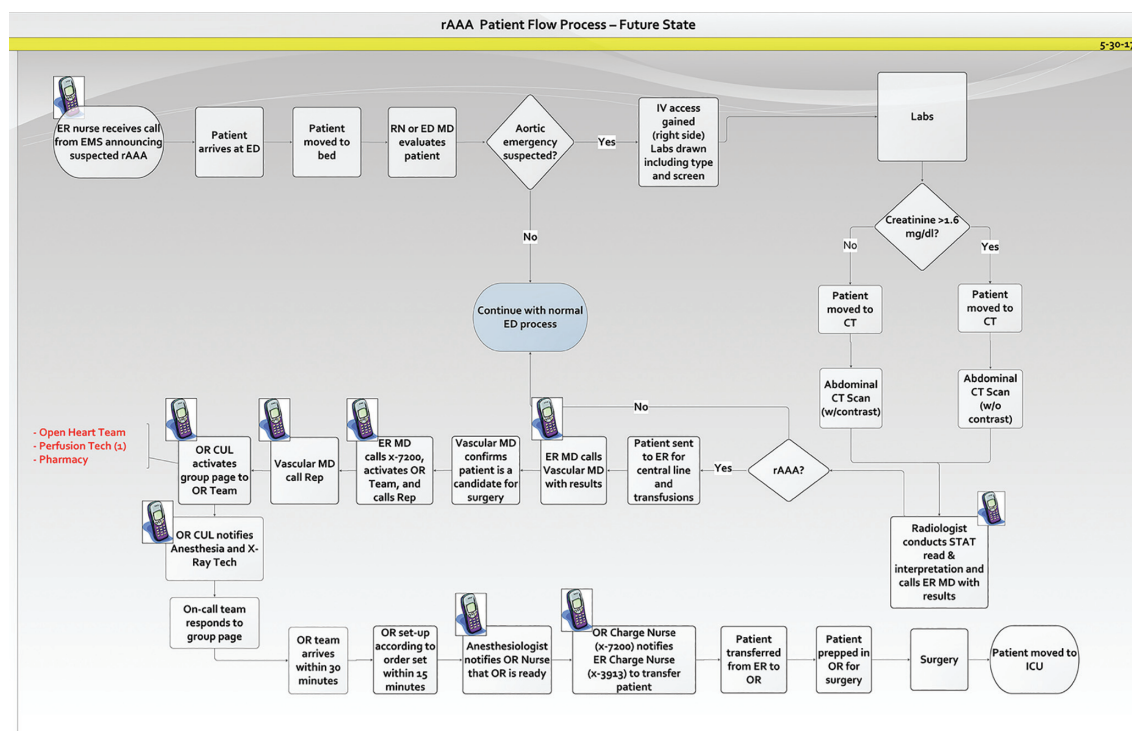 rAAA Patient Flow Process – Future State
5-30-17
ER nurse receives call
from EMS announcing
suspected rAAA
Patient
arrives at ED
Patient
moved to
bed
RN or ED MD
evaluates
patient
Aortic
emergency
suspected?
Yes
IV access
gained
(right side)
Labs drawn
including type
and screen
Labs
No
Creatinine >1.6
mg/dl?
No
Yes
Continue with normal
ED process
Patient
moved to
CT
Patient
moved to
CT
Abdominal
CT Scan
(w/contrast)
Abdominal
CT Scan
(w/o
contrast)
- Open Heart Team
- Perfusion Tech (1)
- Pharmacy
OR CUL
activates
group page to
OR Team
Vascular MD
call Rep
ER MD
calls x-7200,
activates OR
Team, and
calls Rep
Vascular MD
confirms
patient is a
candidate for
surgery
ER MD calls
Vascular MD
with results
No
Patient sent
to ER for
central line
and
transfusions
Yes
rAAA?
Radiologist
conducts STAT
read &
interpretation and
calls ER MD with
results
OR CUL notifies
Anesthesia and X-
Ray Tech
On-call team
responds to
group page
OR team
arrives
within 30
minutes
OR set-up
according to
order set
within 15
minutes
Anesthesiologist
notifies OR Nurse
that OR is ready
OR Charge Nurse
(x-7200) notifies
ER Charge Nurse
(x-3913) to transfer
patient
Patient
transferred
from ER to
OR
Patient
prepped in
OR for
surgery
Surgery
Patient moved to
ICU